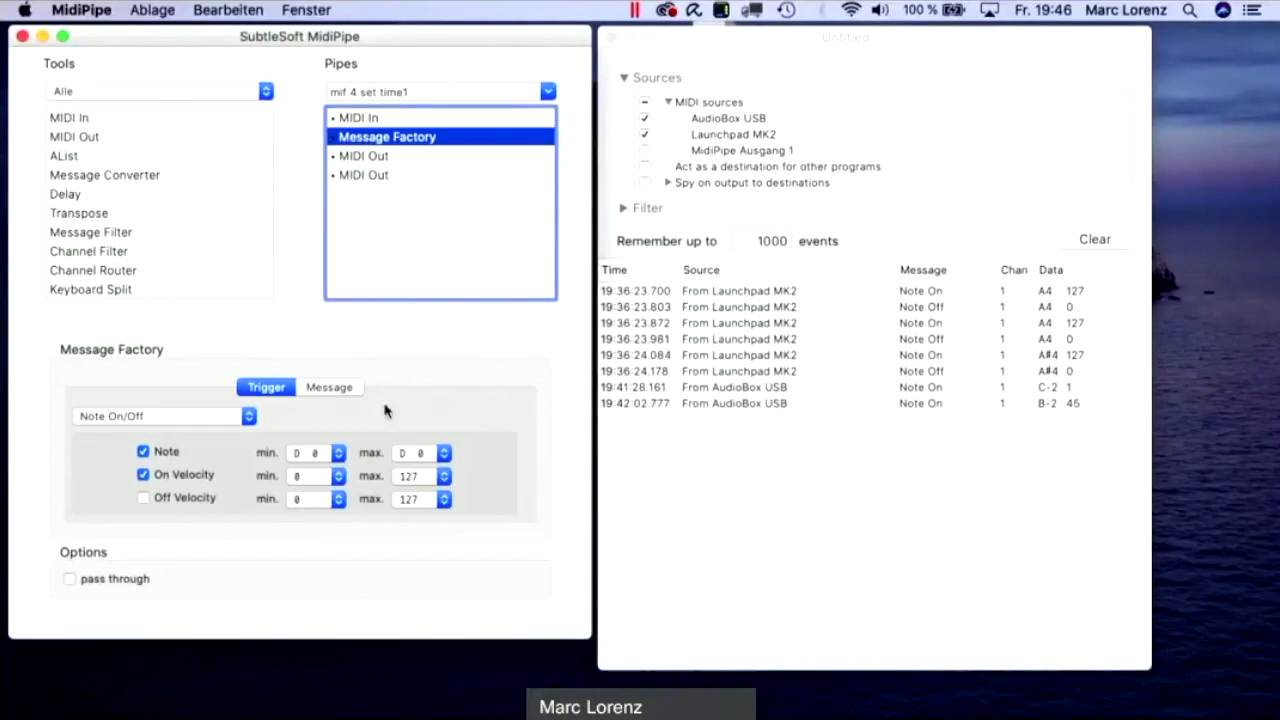 MidiPipe Ablage Bearbeiten Fenster 100 % Fr. 19:46 Marc Lorenz
SubtleSoft MidiPipe
Tools
Pipes
Alle
mif 4 set time1
MIDI In
MIDI Out
AList
Message Converter
Delay
Transpose
Message Filter
Channel Filter
Channel Router
Keyboard Split
• MIDI In
• Message Factory
• MIDI Out
• MIDI Out
Message Factory
Trigger Message
Note On/Off
Note min. D 0 max. D 0
On Velocity min. 0 max. 127
Off Velocity min. 0 max. 127
Options
pass through
Untitled
Sources
MIDI sources
AudioBox USB
Launchpad MK2
MidiPipe Ausgang 1
Act as a destination for other programs
Spy on output to destinations
Filter
Remember up to 1000 events Clear
Time Source Message Chan Data
19:36:23.700 From Launchpad MK2 Note On 1 A4 127
19:36:23.803 From Launchpad MK2 Note Off 1 A4 0
19:36:23.872 From Launchpad MK2 Note On 1 A4 127
19:36:23.981 From Launchpad MK2 Note Off 1 A4 0
19:36:24.084 From Launchpad MK2 Note On 1 A#4 127
19:36:24.178 From Launchpad MK2 Note Off 1 A#4 0
19:41:28.161 From AudioBox USB Note On 1 C-2 1
19:42:02.777 From AudioBox USB Note On 1 B-2 45
Marc Lorenz